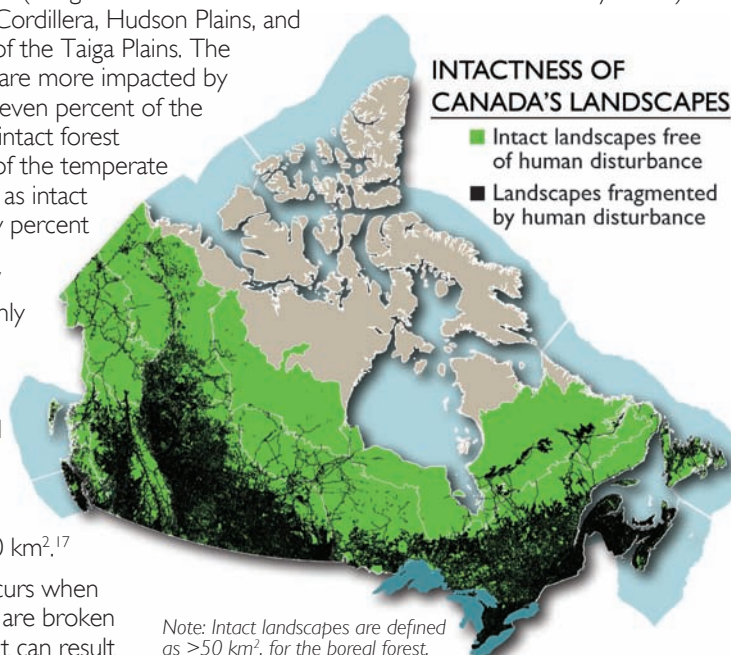 Cordillera, Hudson Plains, and
of the Taiga Plains. The
are more impacted by
even percent of the
intact forest
of the temperate
as intact
percent
km².¹⁷
curs when
are broken
t can result
INTACTNESS OF
CANADA'S LANDSCAPES
Intact landscapes free
of human disturbance
Landscapes fragmented
by human disturbance
Note: Intact landscapes are defined
as >50 km², for the boreal forest,